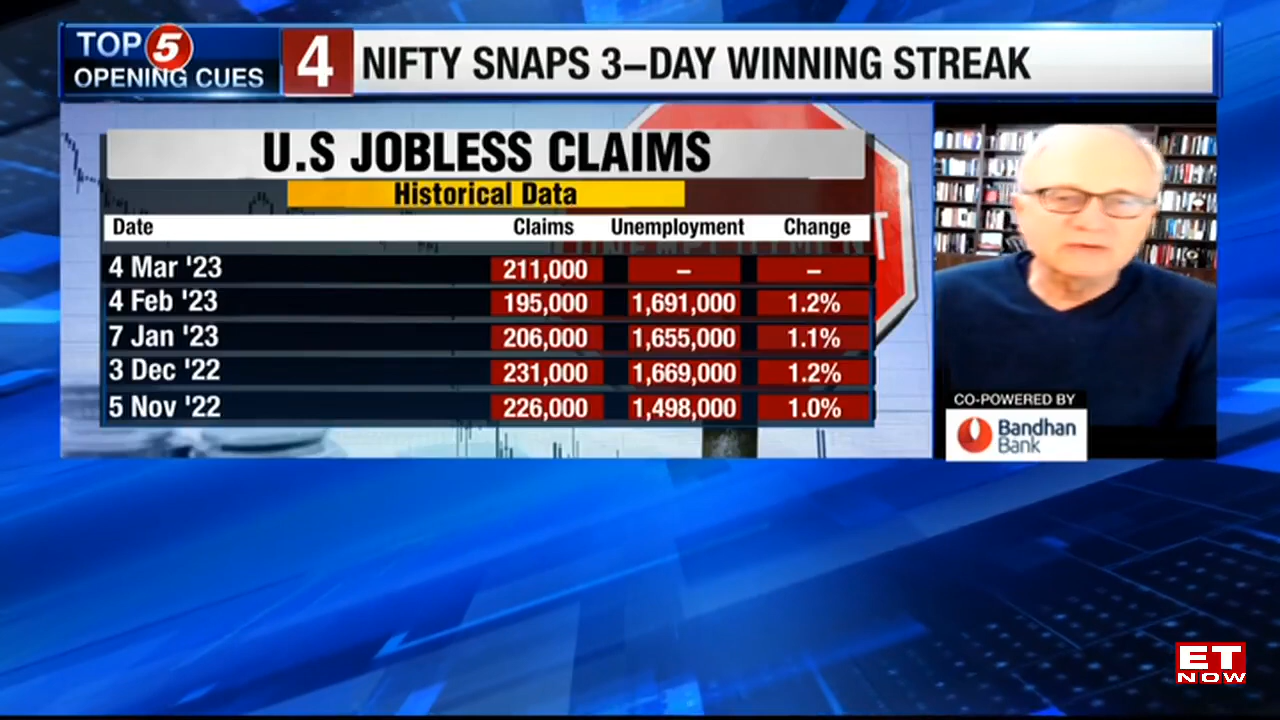 TOP 5
OPENING CUES
4
NIFTY SNAPS 3–DAY WINNING STREAK
U.S JOBLESS CLAIMS
Historical Data
Date Claims Unemployment Change
4 Mar '23 211,000 – –
4 Feb '23 195,000 1,691,000 1.2%
7 Jan '23 206,000 1,655,000 1.1%
3 Dec '22 231,000 1,669,000 1.2%
5 Nov '22 226,000 1,498,000 1.0%
CO-POWERED BY
Bandhan
Bank
ET
NOW